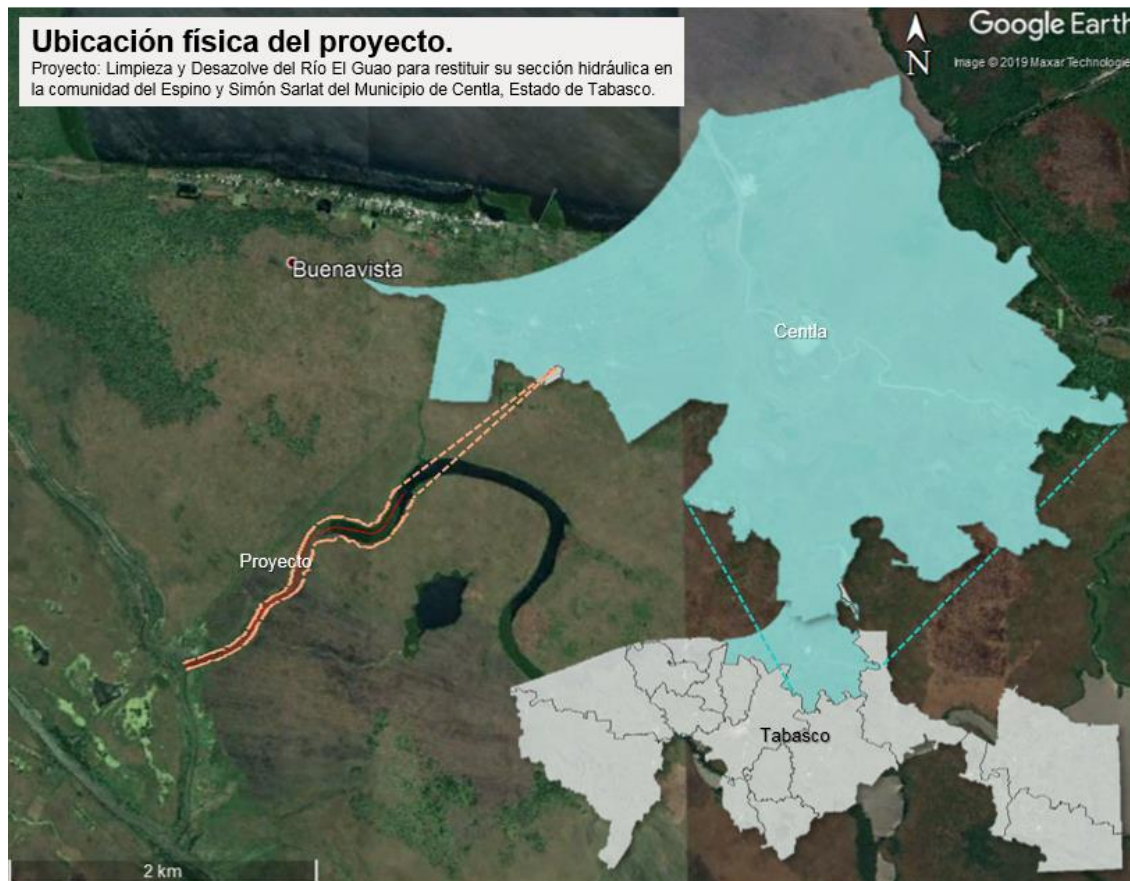 Ubicación física del proyecto.
Proyecto: Limpieza y Desazolve del Río El Guao para restituir su sección hidráulica en
la comunidad del Espino y Simón Sarlat del Municipio de Centla, Estado de Tabasco.
Google Earth
N
Image © 2019 Maxar Technologie
Buenavista
Centla
Proyecto
Tabasco
2 km